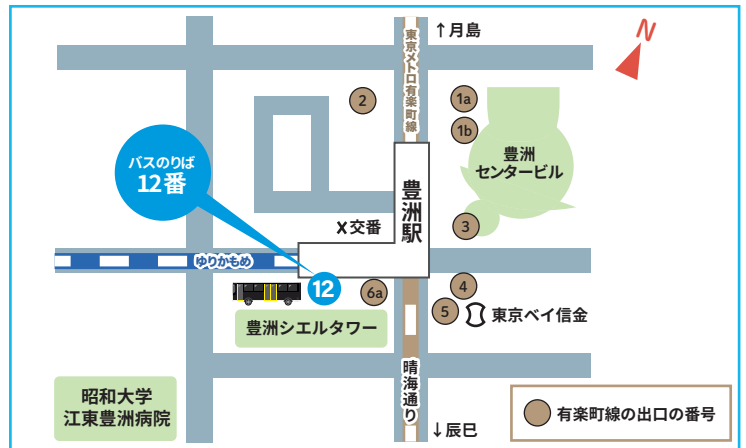 ↑月島
N
東京メトロ有楽町線
2
1a
1b
豊洲
センタービル
バスのりば
12番
豊洲駅
X交番
3
ゆりかもめ
12
6a
4
5
東京ベイ信金
豊洲シエルタワー
晴海通り
昭和大学
江東豊洲病院
有楽町線の出口の番号
↓辰巳